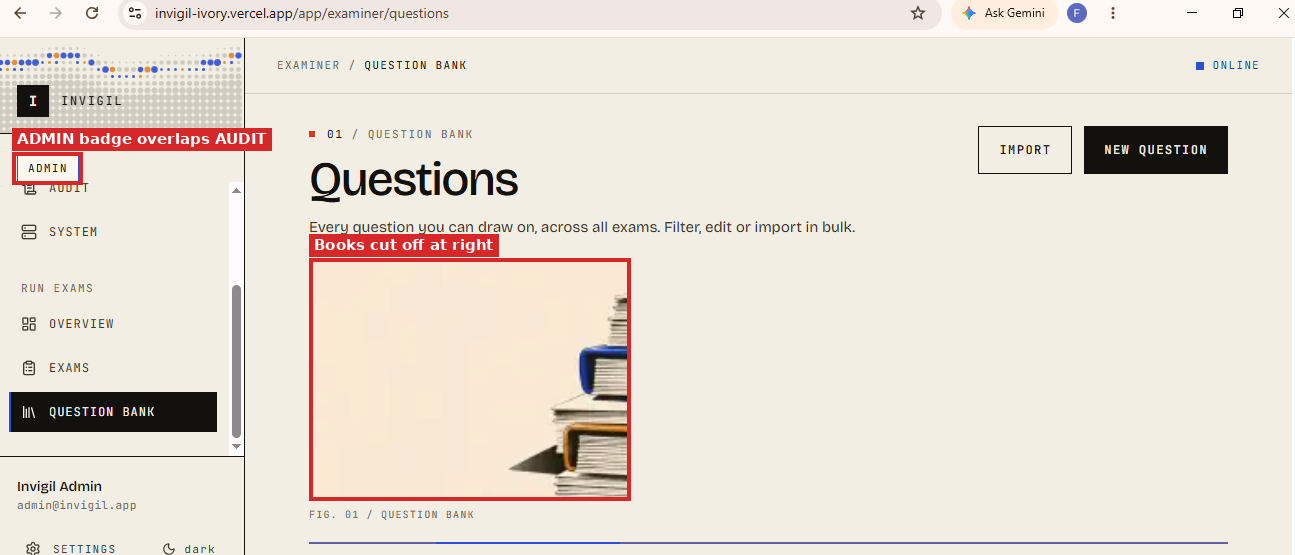 invigil-ivory.vercel.app/app/examiner/questions
Ask Gemini
F
I INVIGIL
ADMIN badge overlaps AUDIT
ADMIN
AUDIT
SYSTEM
RUN EXAMS
OVERVIEW
EXAMS
QUESTION BANK
Invigil Admin
admin@invigil.app
SETTINGS
dark
EXAMINER / QUESTION BANK
ONLINE
01 / QUESTION BANK
IMPORT
NEW QUESTION
Questions
Every question you can draw on, across all exams. Filter, edit or import in bulk.
Books cut off at right
FIG. 01 / QUESTION BANK